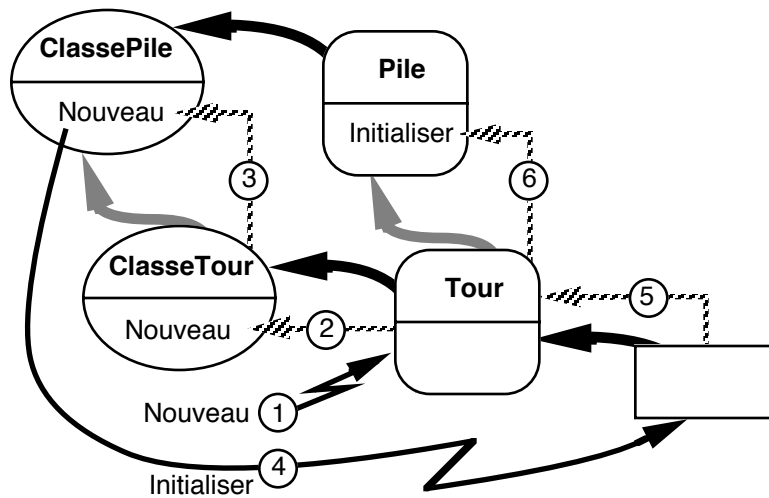 ClassePile
Pile
Nouveau
Initialiser
3
6
ClasseTour
Tour
5
Nouveau
2
Nouveau 1
4
Initialiser